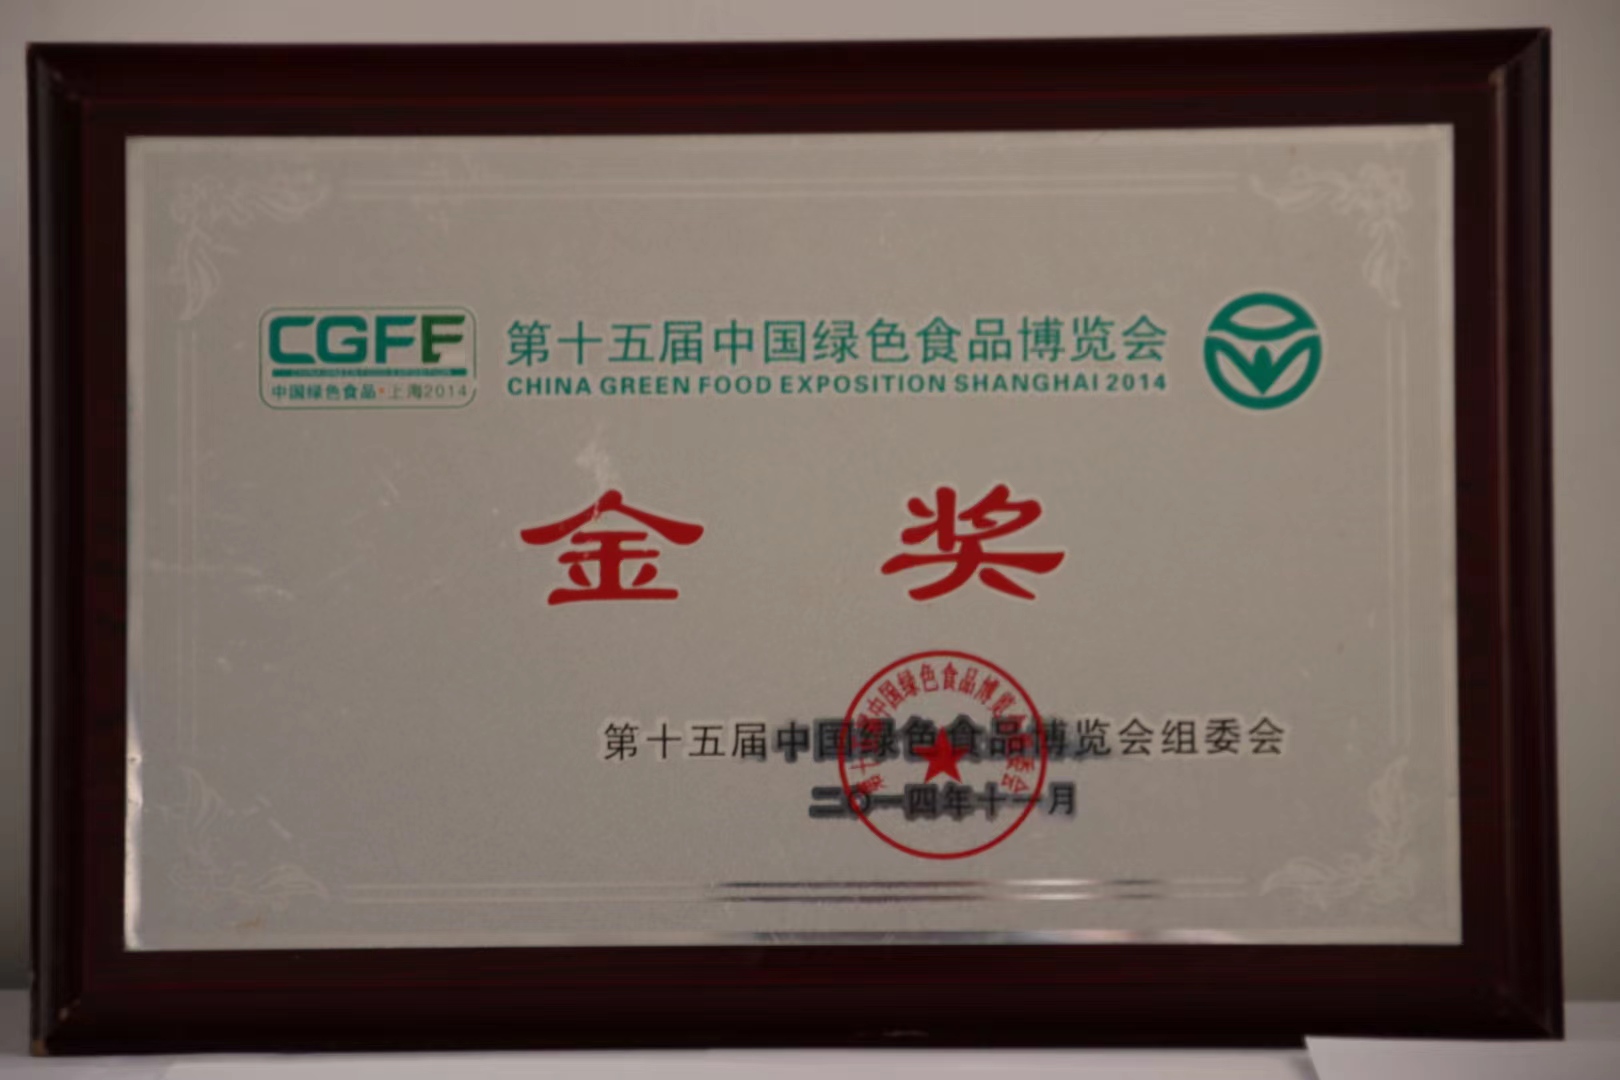 CGFE
中国绿色食品·上海2014
第十五届中国绿色食品博览会
CHINA GREEN FOOD EXPOSITION SHANGHAI 2014
金 奖
第十五届中国绿色食品博览会组委会
二〇一四年十一月